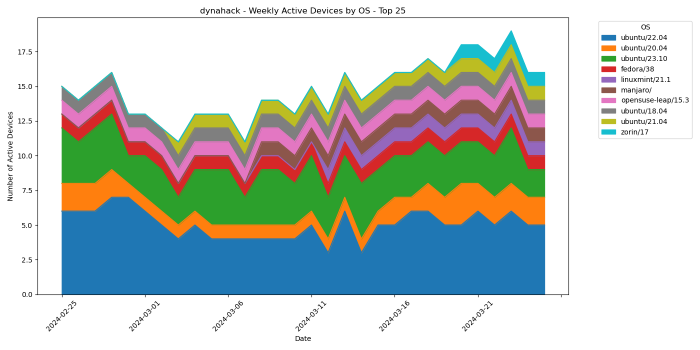 dynahack - Weekly Active Devices by OS - Top 25
Number of Active Devices
17.5
15.0
12.5
10.0
7.5
5.0
2.5
0.0
2024-02-25
2024-03-01
2024-03-06
2024-03-11
2024-03-16
2024-03-21
Date
OS
ubuntu/22.04
ubuntu/20.04
ubuntu/23.10
fedora/38
linuxmint/21.1
manjaro/
opensuse-leap/15.3
ubuntu/18.04
ubuntu/21.04
zorin/17